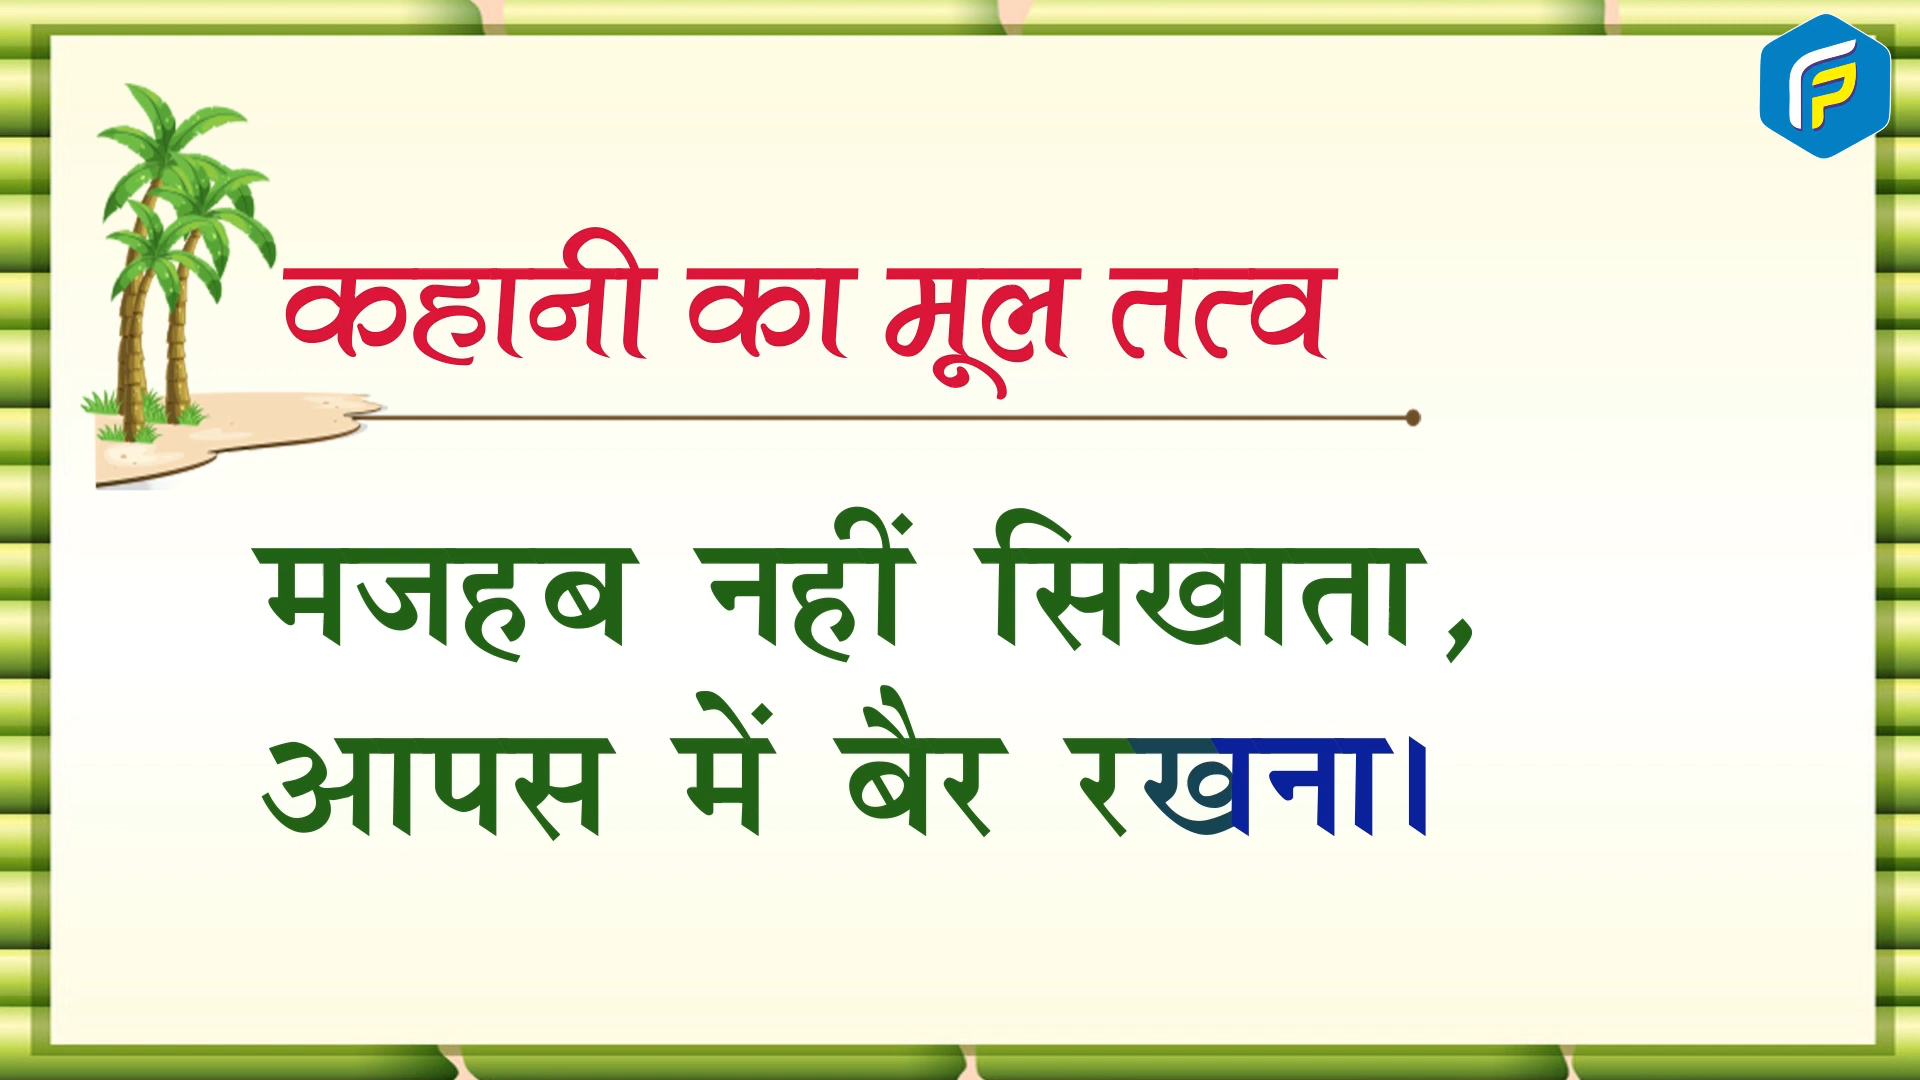 कहानी का मूल तत्व
मजहब नहीं सिखाता,
आपस में बैर रखना।